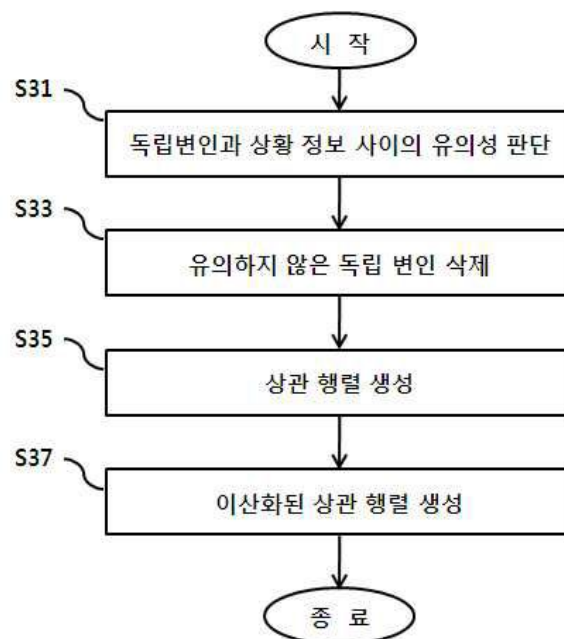 시 작
S31
독립변인과 상황 정보 사이의 유의성 판단
S33
유의하지 않은 독립 변인 삭제
S35
상관 행렬 생성
S37
이산화된 상관 행렬 생성
종 료